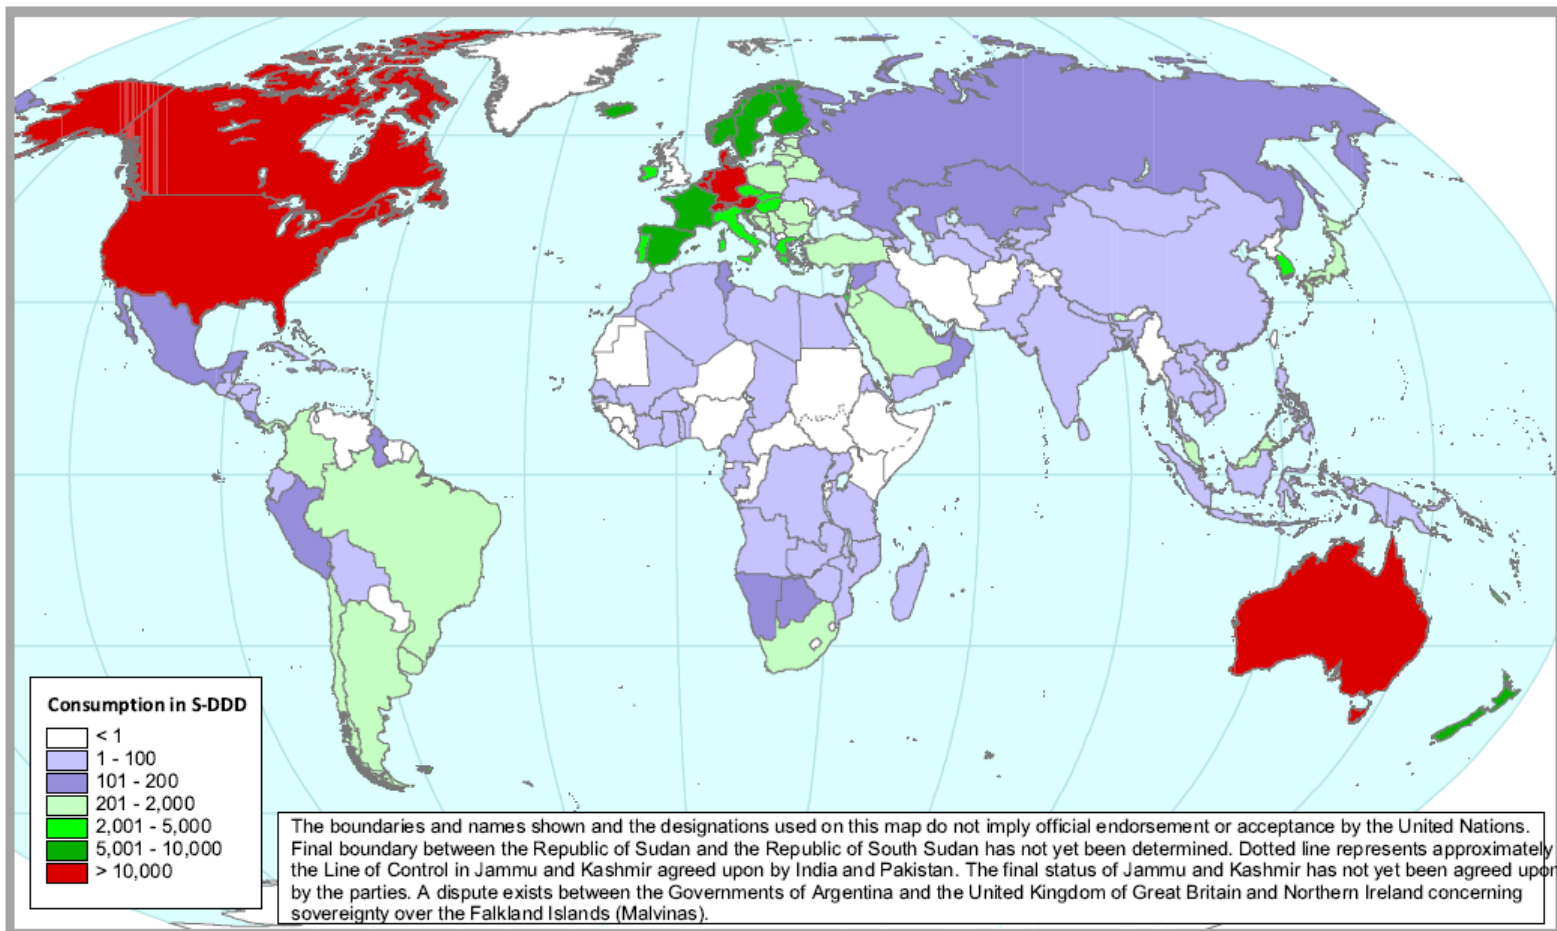 Consumption in S-DDD
< 1
1 - 100
101 - 200
201 - 2,000
2,001 - 5,000
5,001 - 10,000
> 10,000
The boundaries and names shown and the designations used on this map do not imply official endorsement or acceptance by the United Nations.
Final boundary between the Republic of Sudan and the Republic of South Sudan has not yet been determined. Dotted line represents approximately
the Line of Control in Jammu and Kashmir agreed upon by India and Pakistan. The final status of Jammu and Kashmir has not yet been agreed upon
by the parties. A dispute exists between the Governments of Argentina and the United Kingdom of Great Britain and Northern Ireland concerning
sovereignty over the Falkland Islands (Malvinas).